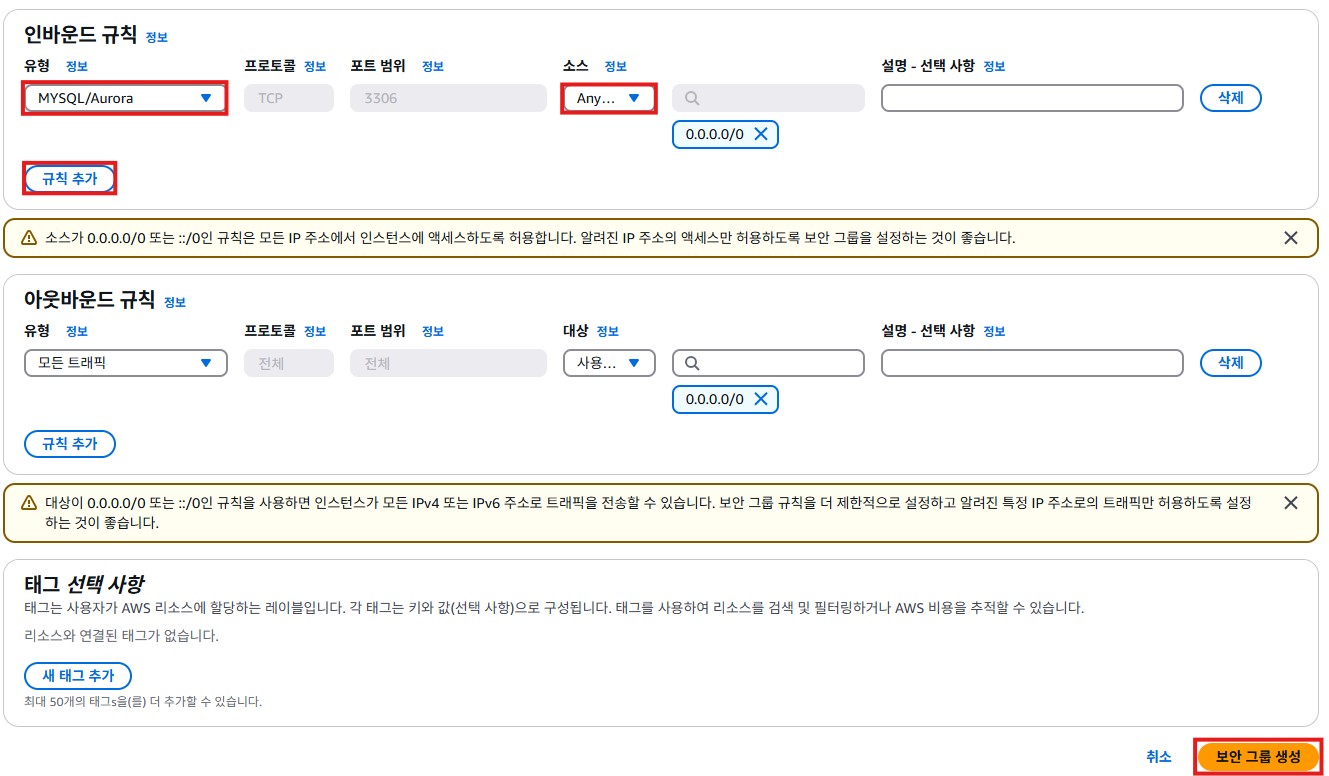 인바운드 규칙 정보
유형 정보 프로토콜 정보 포트 범위 정보 소스 정보 설명 - 선택 사항 정보
MYSQL/Aurora TCP 3306 Any... 삭제
0.0.0.0/0
규칙 추가
소스가 0.0.0.0/0 또는 ::/0인 규칙은 모든 IP 주소에서 인스턴스에 액세스하도록 허용합니다. 알려진 IP 주소의 액세스만 허용하도록 보안 그룹을 설정하는 것이 좋습니다.
아웃바운드 규칙 정보
유형 정보 프로토콜 정보 포트 범위 정보 대상 정보 설명 - 선택 사항 정보
모든 트래픽 전체 전체 사용... 삭제
0.0.0.0/0
규칙 추가
대상이 0.0.0.0/0 또는 ::/0인 규칙을 사용하면 인스턴스가 모든 IPv4 또는 IPv6 주소로 트래픽을 전송할 수 있습니다. 보안 그룹 규칙을 더 제한적으로 설정하고 알려진 특정 IP 주소로의 트래픽만 허용하도록 설정
하는 것이 좋습니다.
태그 선택 사항
태그는 사용자가 AWS 리소스에 할당하는 레이블입니다. 각 태그는 키와 값(선택 사항)으로 구성됩니다. 태그를 사용하여 리소스를 검색 및 필터링하거나 AWS 비용을 추적할 수 있습니다.
리소스와 연결된 태그가 없습니다.
새 태그 추가
최대 50개의 태그s을(를) 더 추가할 수 있습니다.
취소 보안 그룹 생성